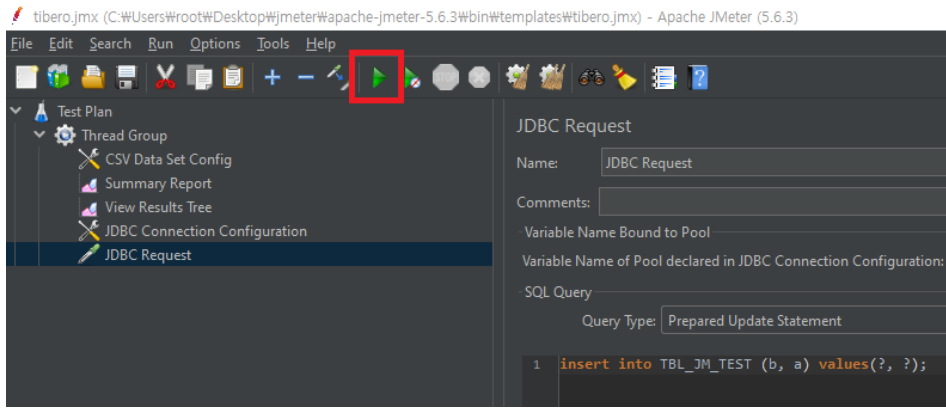 tibero.jmx (C:₩Users₩root₩Desktop₩jmeter₩apache-jmeter-5.6.3₩bin₩templates₩tibero.jmx) - Apache JMeter (5.6.3)
File Edit Search Run Options Tools Help
STOP
Test Plan
Thread Group
CSV Data Set Config
Summary Report
View Results Tree
JDBC Connection Configuration
JDBC Request
JDBC Request
Name: JDBC Request
Comments:
Variable Name Bound to Pool
Variable Name of Pool declared in JDBC Connection Configuration:
SQL Query
Query Type: Prepared Update Statement
1 insert into TBL_JM_TEST (b, a) values(?, ?);